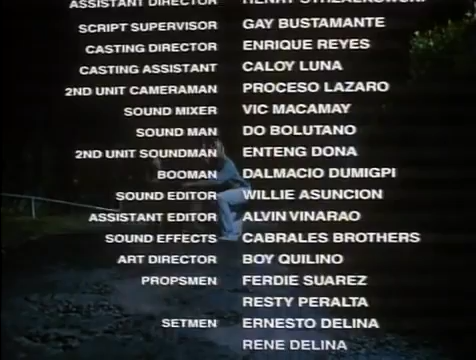 ASSISTANT DIRECTOR
SCRIPT SUPERVISOR GAY BUSTAMANTE
CASTING DIRECTOR ENRIQUE REYES
CASTING ASSISTANT CALOY LUNA
2ND UNIT CAMERAMAN PROCESO LAZARO
SOUND MIXER VIC MACAMAY
SOUND MAN DO BOLUTANO
2ND UNIT SOUNDMAN ENTENG DONA
BOOMAN DALMACIO DUMIGPI
SOUND EDITOR WILLIE ASUNCION
ASSISTANT EDITOR ALVIN VINARAO
SOUND EFFECTS CABRALES BROTHERS
ART DIRECTOR BOY QUILINO
PROPSMEN FERDIE SUAREZ
RESTY PERALTA
SETMEN ERNESTO DELINA
RENE DELINA